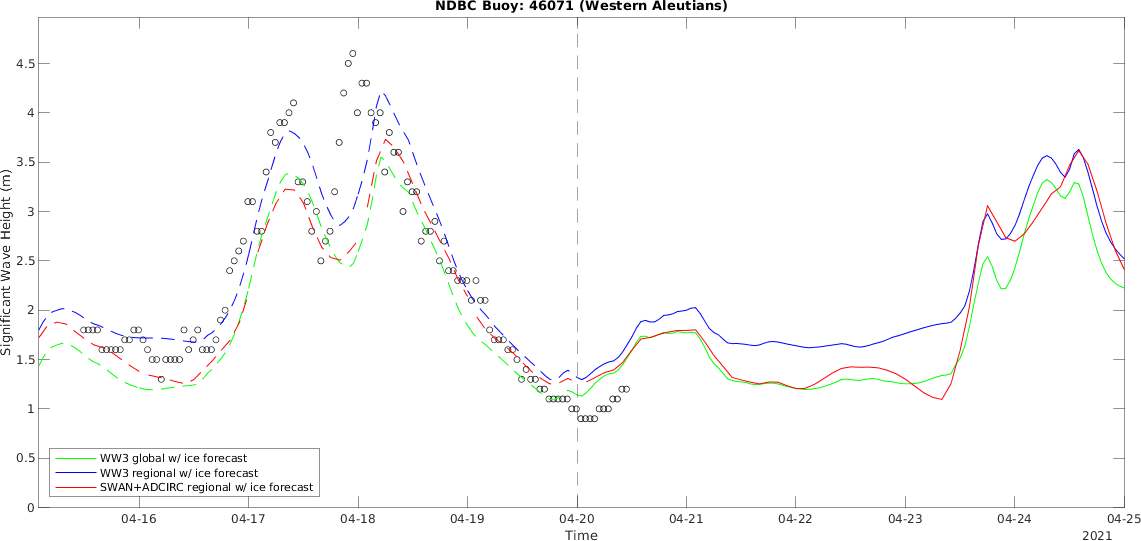 NDBC Buoy: 46071 (Western Aleutians)
Significant Wave Height (m)
4.5
4
3.5
3
2.5
2
1.5
1
0.5
0
WW3 global w/ ice forecast
WW3 regional w/ ice forecast
SWAN+ADCIRC regional w/ ice forecast
04-16 04-17 04-18 04-19 04-20 04-21 04-22 04-23 04-24 04-25
Time
2021